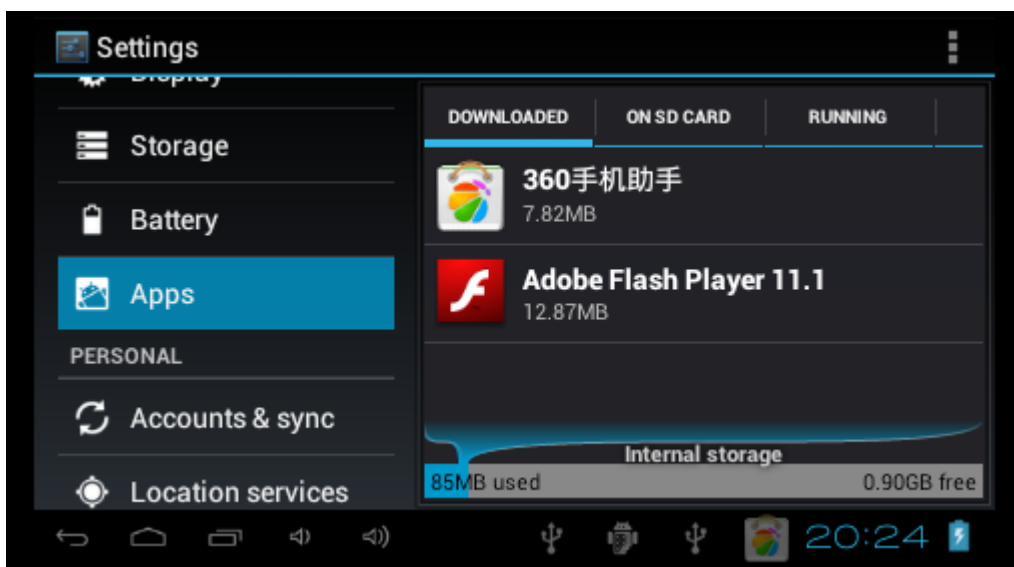 Settings
Display
Storage
Battery
Apps
PERSONAL
Accounts & sync
Location services
DOWNLOADED ON SD CARD RUNNING
360手机助手
7.82MB
Adobe Flash Player 11.1
12.87MB
Internal storage
85MB used 0.90GB free
20:24